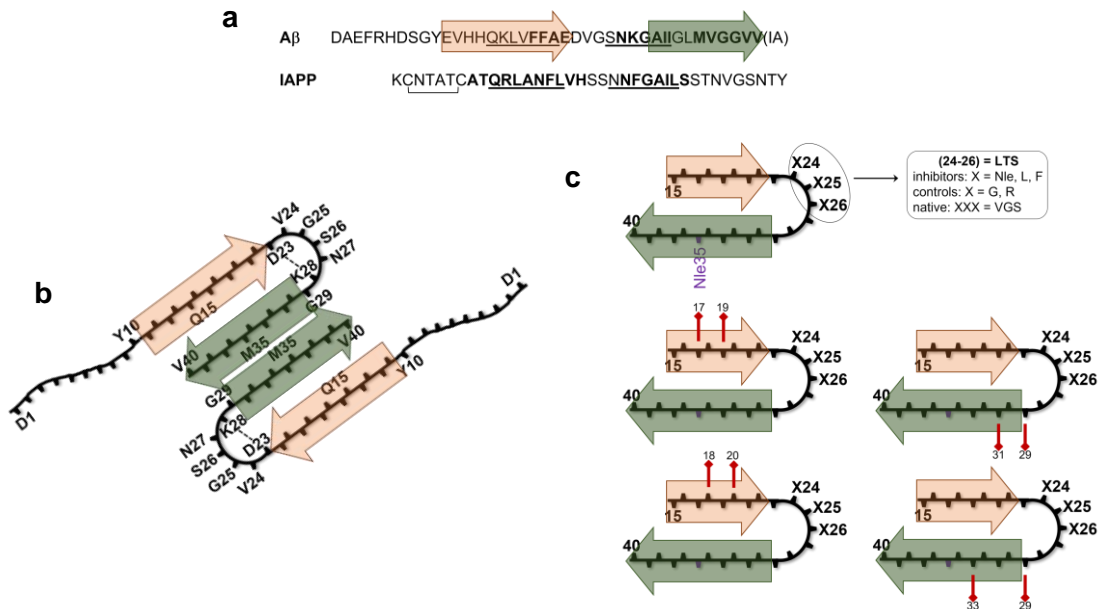 a
Aβ DAEFRHDSGYEVHHQKLVFFAEDVGSNKGAIIGLMVGGVV(IA)
IAPP KCNTATCATQRLANFLVHSSNNFGAILSSTNVGSNTY
b
V24
G25
S26
N27
D23
K28
G29
Y10
Q15
V40
M35
D1
D1
M35
V40
G29
Q15
Y10
K28
D23
N27
S26
G25
V24
c
X24
X25
X26
15
40
Nle35
(24-26) = LTS
inhibitors: X = Nle, L, F
controls: X = G, R
native: XXX = VGS
17 19
X24
X25
X26
15
40
X24
X25
X26
15
40
31 29
18 20
X24
X25
X26
15
40
X24
X25
X26
15
40
33 29